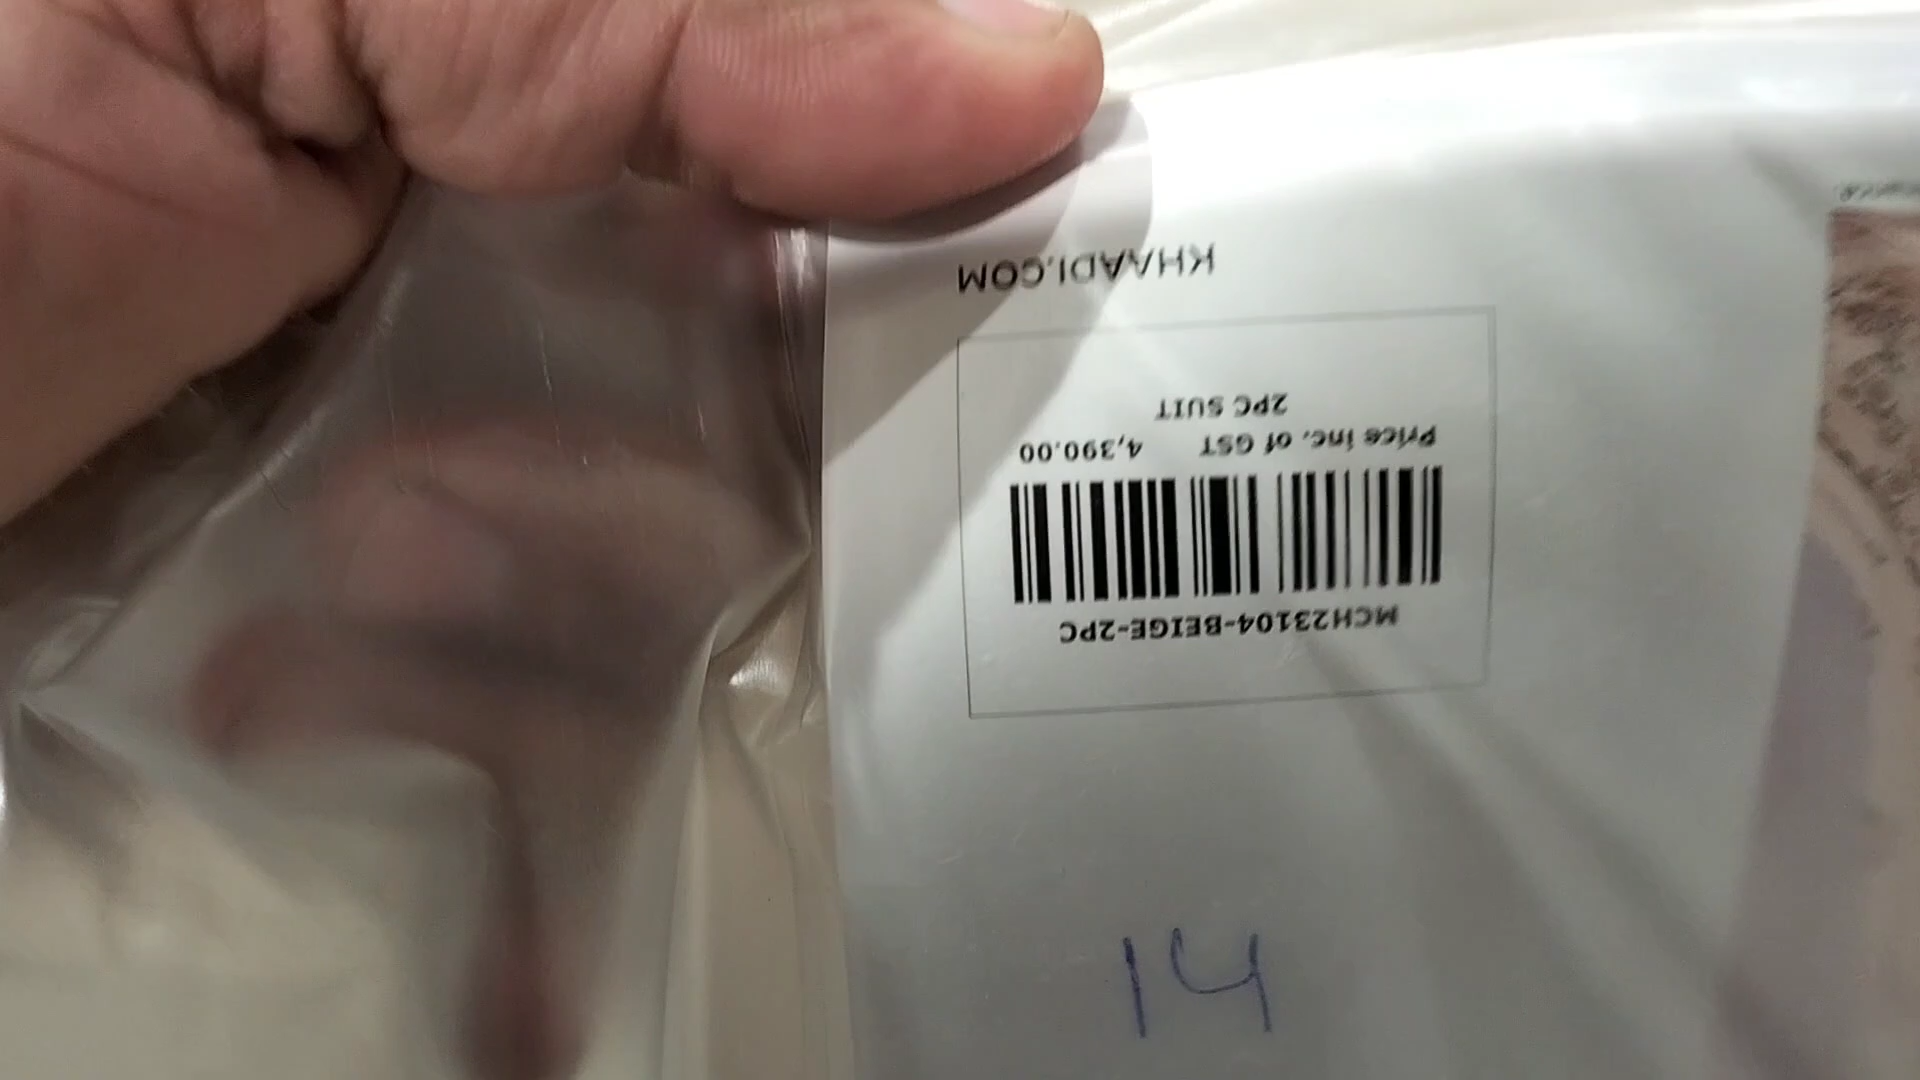 MCH23104-BEIGE-2PC
Price inc. of GST 4,390.00
2PC SUIT
KHAADI.COM
14